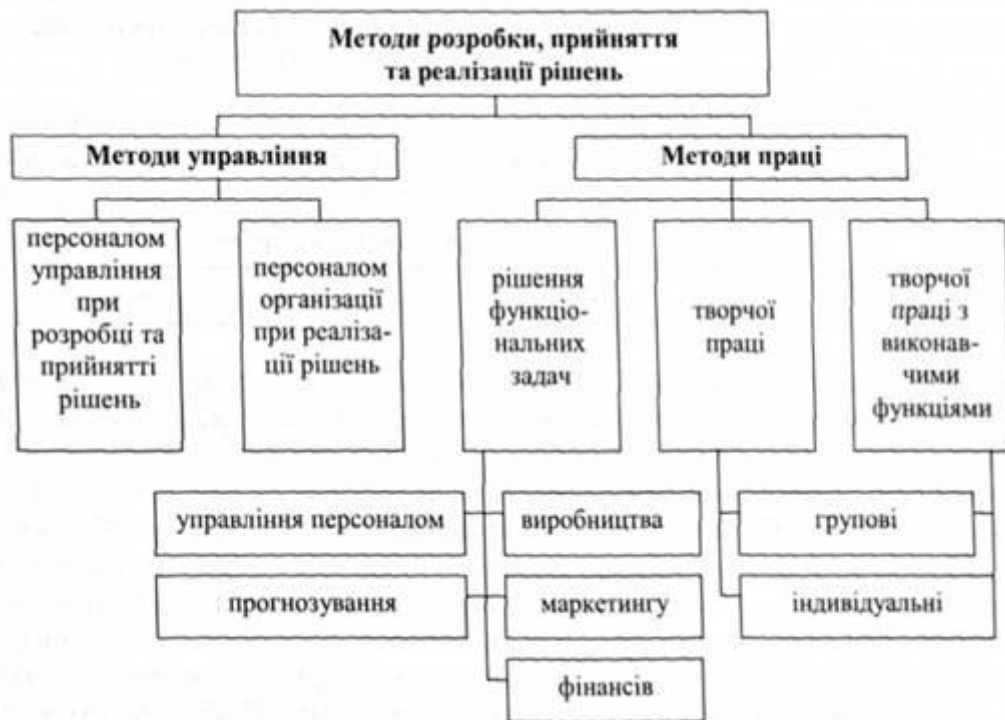 Методи розробки, прийняття
та реалізації рішень
Методи управління
Методи праці
персоналом
управління
при
розробці та
прийнятті
рішень
персоналом
організації
при реаліза-
ції рішень
рішення
функціо-
нальних
задач
творчої
праці
творчої
праці з
виконав-
чими
функціями
управління персоналом
виробництва
групові
прогнозування
маркетингу
індивідуальні
фінансів